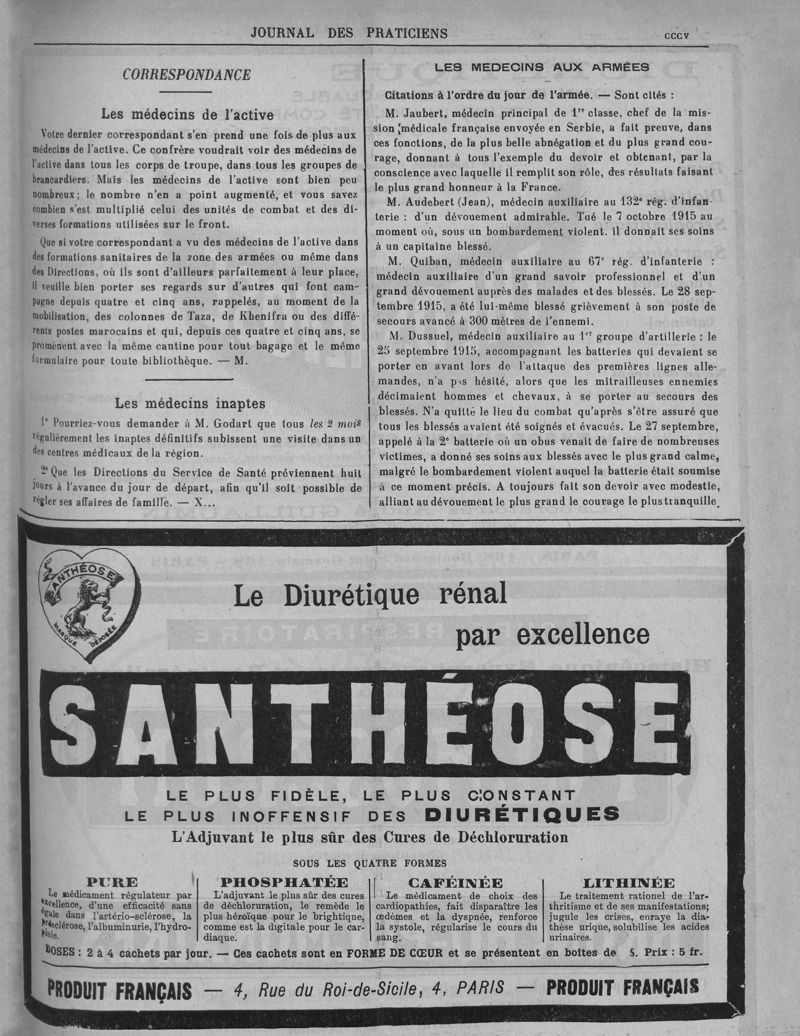 JOURNAL DES PRATICIENS
CCCV
CORRESPONDANCE
Les médecins de l'active
Votre dernier correspondant s'en prend une fois de plus aux
médecins de l'active. Ce confrère voudrait voir des médecins de
l'active dans tous les corps de troupe, dans tous les groupes de
brancardiers. Mais les médecins de l'active sont bien peu
nombreux ; le nombre n'en a point augmenté, et vous savez
combien s'est multiplié celui des unités de combat et des di-
verses formations utilisées sur le front.
Que si votre correspondant a vu des médecins de l'active dans
des formations sanitaires de la zone des armées ou même dans
des Directions, où ils sont d'ailleurs parfaitement à leur place,
il veuille bien porter ses regards sur d'autres qui font cam-
pagne depuis quatre et cinq ans, rappelés, au moment de la
mobilisation, des colonnes de Taza, de Khenifra ou des diffé-
rents postes marocains et qui, depuis ces quatre et cinq ans, se
promènent avec la même cantine pour tout bagage et le même
formulaire pour toute bibliothèque. — M.
Les médecins inaptes
1° Pourriez-vous demander à M. Godart que tous les 2 mois
régulièrement les inaptes définitifs subissent une visite dans un
des centres médicaux de la région.
2° Que les Directions du Service de Santé préviennent huit
jours à l'avance du jour de départ, afin qu'il soit possible de
régler ses affaires de famille. — X...
LES MEDECINS AUX ARMÉES
Citations à l'ordre du jour de l'armée. — Sont cités :
M. Jaubert, médecin principal de 1re classe, chef de la mis-
sion médicale française envoyée en Serbie, a fait preuve, dans
ces fonctions, de la plus belle abnégation et du plus grand cou-
rage, donnant à tous l'exemple du devoir et obtenant, par la
conscience avec laquelle il remplit son rôle, des résultats faisant
le plus grand honneur à la France.
M. Audebert (Jean), médecin auxiliaire au 132e rég. d'infan-
terie : d'un dévouement admirable. Tué le 7 octobre 1915 au
moment où, sous un bombardement violent. il donnait ses soins
à un capitaine blessé.
M. Quiban, médecin auxiliaire au 67e rég. d'infanterie :
médecin auxiliaire d'un grand savoir professionnel et d'un
grand dévouement auprès des malades et des blessés. Le 28 sep-
tembre 1915, a été lui-même blessé grièvement à son poste de
secours avancé à 300 mètres de l'ennemi.
M. Dussuel, médecin auxiliaire au 1er groupe d'artillerie : le
25 septembre 1915, accompagnant les batteries qui devaient se
porter en avant lors de l'attaque des premières lignes alle-
mandes, n'a pas hésité, alors que les mitrailleuses ennemies
décimaient hommes et chevaux, à se porter au secours des
blessés. N'a quitté le lieu du combat qu'après s'être assuré que
tous les blessés avaient été soignés et évacués. Le 27 septembre,
appelé à la 2e batterie où un obus venait de faire de nombreuses
victimes, a donné ses soins aux blessés avec le plus grand calme,
malgré le bombardement violent auquel la batterie était soumise
à ce moment précis. A toujours fait son devoir avec modestie,
alliant au dévouement le plus grand le courage le plus tranquille
SANTHÉOSE
MARQUE DÉPOSÉE
Le Diurétique rénal
par excellence
SANTHÉOSE
LE PLUS FIDÈLE, LE PLUS CONSTANT
LE PLUS INOFFENSIF DES DIURÉTIQUES
L'Adjuvant le plus sûr des Cures de Déchloruration
SOUS LES QUATRE FORMES
PURE
Le médicament régulateur par
excellence, d'une efficacité sans
égale dans l'artério-sclérose, la
présclérose, l'albuminurie, l'hydro-
pisie.
PHOSPHATÉE
L'adjuvant le plus sûr des cures
de déchloruration, le remède le
plus héroïque pour le brightique,
comme est la digitale pour le car-
diaque.
CAFÉINÉE
Le médicament de choix des
cardiopathies, fait disparaître les
œdèmes et la dyspnée, renforce
la systole, régularise le cours du
sang.
LITHINÉE
Le traitement rationel de l'ar-
thritisme et de ses manifestations;
jugule les crises, enraye la dia-
thèse urique, solubilise les acides
urinaires.
DOSES : 2 à 4 cachets par jour. — Ces cachets sont en FORME DE CŒUR et se présentent en boîtes de Prix : 5 fr.
PRODUIT FRANÇAIS — 4, Rue du Roi-de-Sicile, 4, PARIS — PRODUIT FRANÇAIS